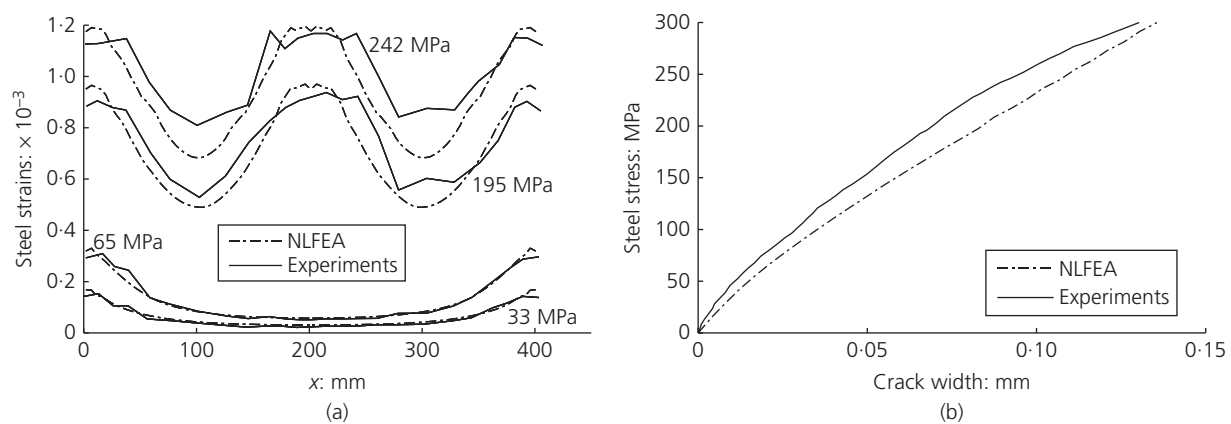 1·2
1·0
0·8
0·6
0·4
0·2
0
Steel strains: × 10⁻³
242 MPa
195 MPa
65 MPa
33 MPa
NLFEA
Experiments
0 100 200 300 400
x: mm
(a)
300
250
200
150
100
50
0
Steel stress: MPa
NLFEA
Experiments
0 0·05 0·10 0·15
Crack width: mm
(b)